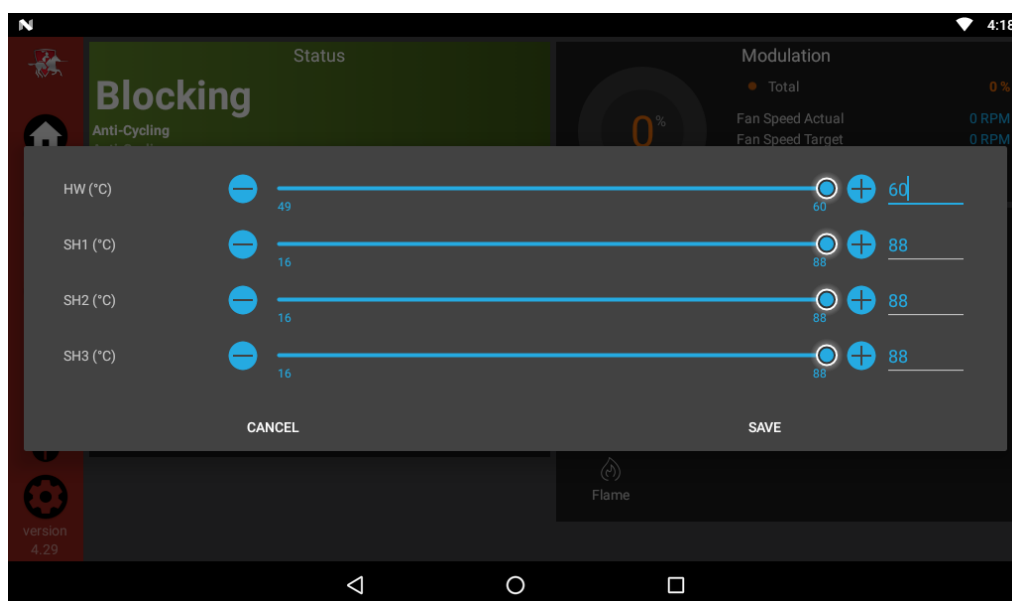 4:18
Status
Modulation
Blocking
Total 0 %
Anti-Cycling
0 %
Fan Speed Actual 0 RPM
Fan Speed Target 0 RPM
HW (°C) 49 60 60
SH1 (°C) 16 88 88
SH2 (°C) 16 88 88
SH3 (°C) 16 88 88
CANCEL SAVE
Flame
version
4.29